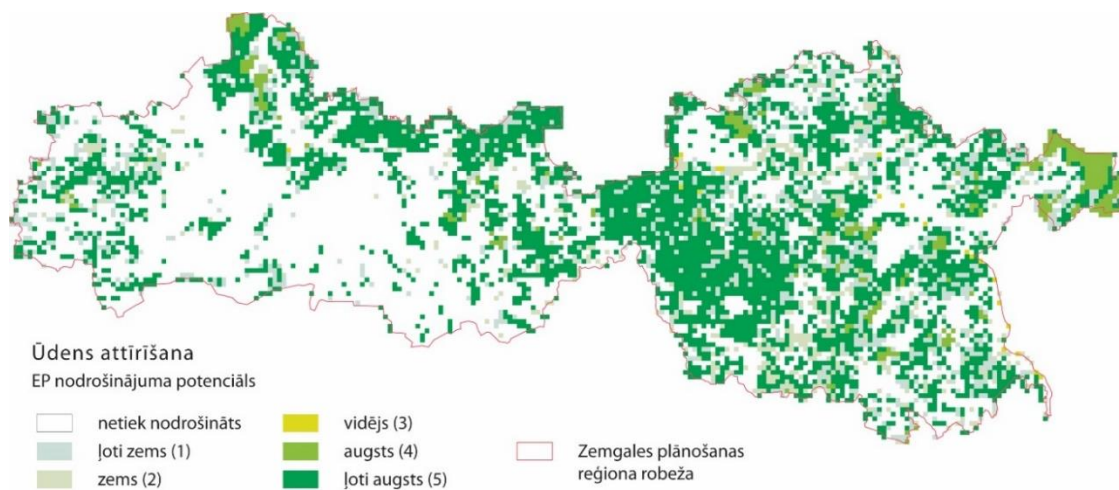 Ūdens attīrīšana
EP nodrošinājuma potenciāls
netiek nodrošināts
ļoti zems (1)
zems (2)
vidējs (3)
augsts (4)
ļoti augsts (5)
Zemgales plānošanas
reģiona robeža